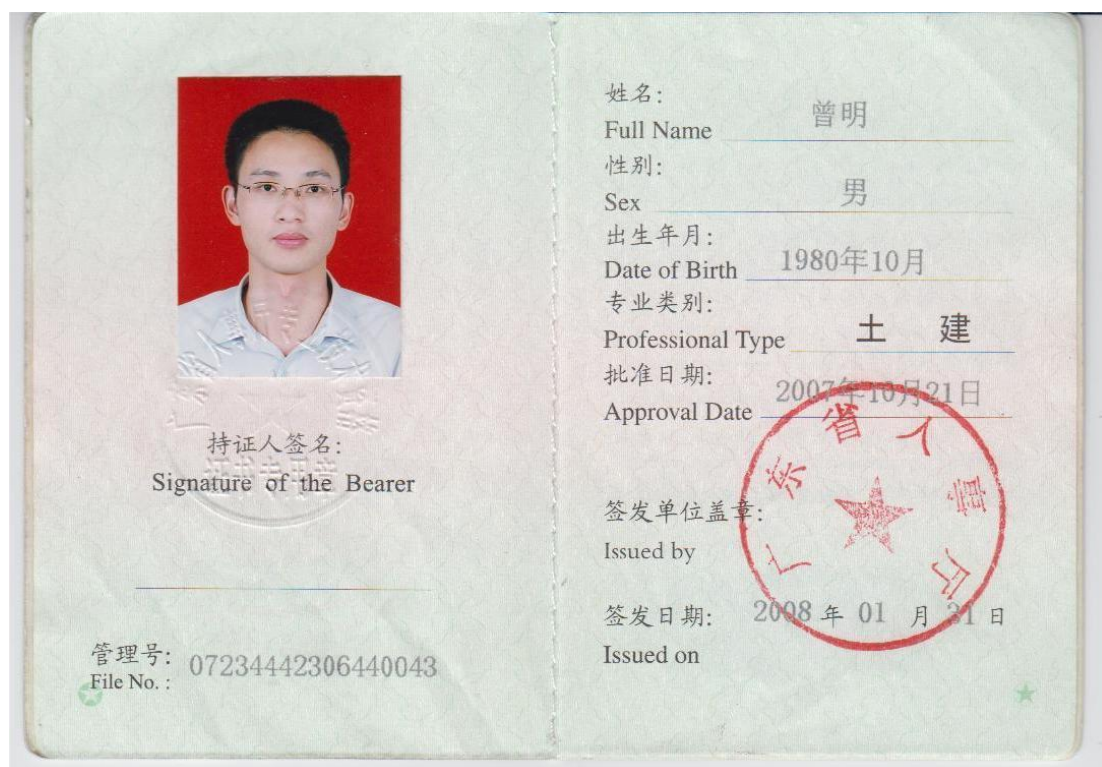 持证人签名:
Signature of the Bearer
管理号:
File No. : 07234442306440043
姓名:
Full Name 曾明
性别:
Sex 男
出生年月:
Date of Birth 1980年10月
专业类别:
Professional Type 土 建
批准日期:
Approval Date 2007年10月21日
广东省人事厅
签发单位盖章:
Issued by
签发日期: 2008 年 01 月 31 日
Issued on